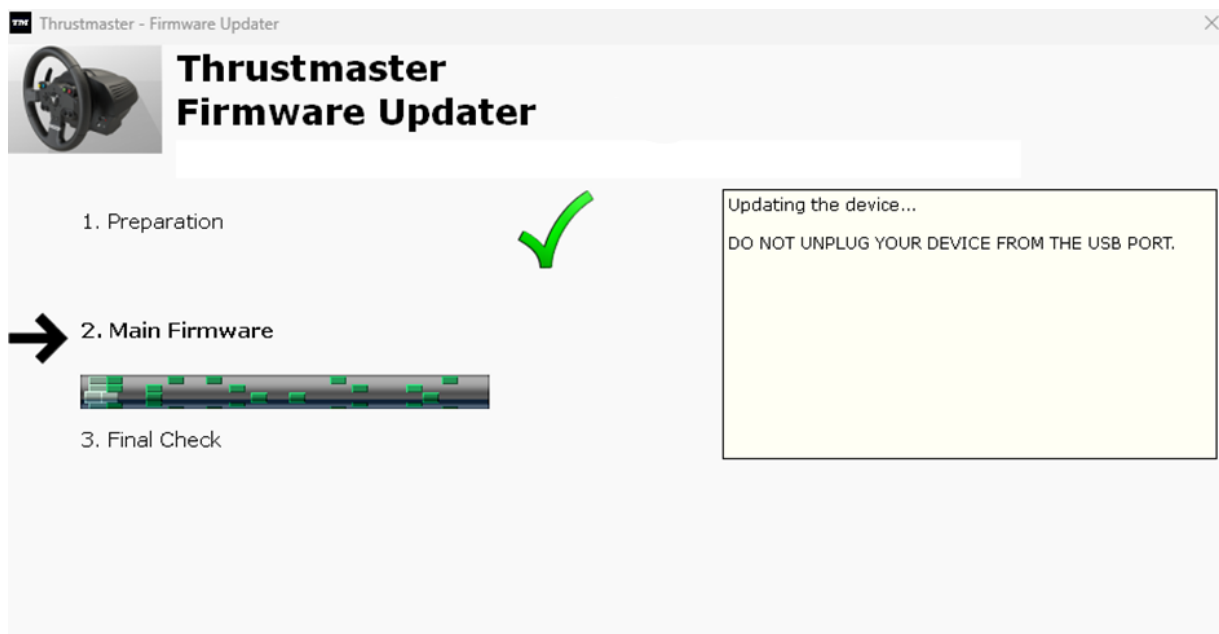 TM Thrustmaster - Firmware Updater
Thrustmaster
Firmware Updater
1. Preparation
Updating the device...
DO NOT UNPLUG YOUR DEVICE FROM THE USB PORT.
2. Main Firmware
3. Final Check